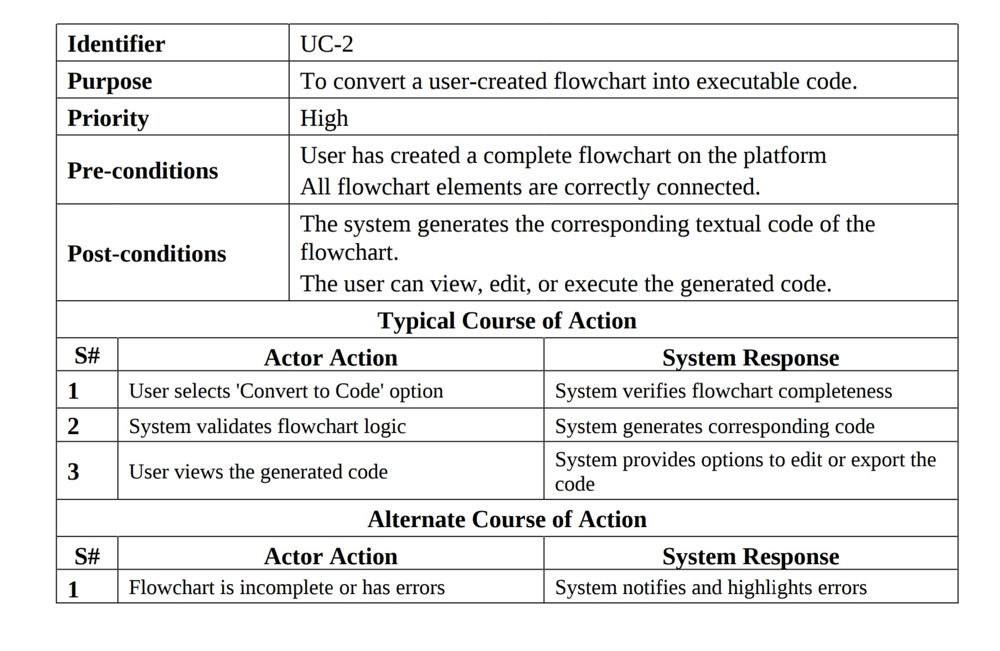 Identifier UC-2
Purpose To convert a user-created flowchart into executable code.
Priority High
Pre-conditions User has created a complete flowchart on the platform
All flowchart elements are correctly connected.
Post-conditions The system generates the corresponding textual code of the
flowchart.
The user can view, edit, or execute the generated code.
Typical Course of Action
S# Actor Action System Response
1 User selects 'Convert to Code' option System verifies flowchart completeness
2 System validates flowchart logic System generates corresponding code
3 User views the generated code System provides options to edit or export the
code
Alternate Course of Action
S# Actor Action System Response
1 Flowchart is incomplete or has errors System notifies and highlights errors